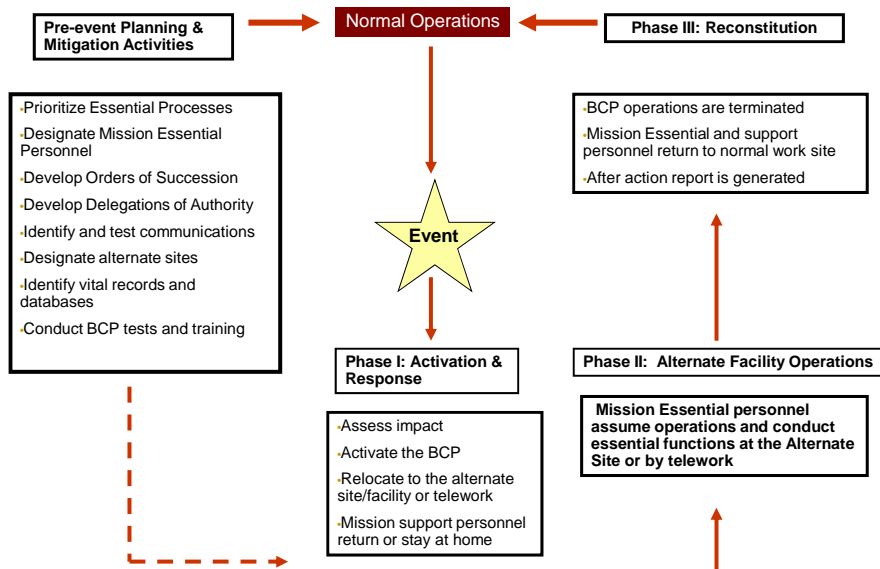 Pre-event Planning &
Mitigation Activities
Normal Operations
Phase III: Reconstitution
•Prioritize Essential Processes
•Designate Mission Essential
Personnel
•Develop Orders of Succession
•Develop Delegations of Authority
•Identify and test communications
•Designate alternate sites
•Identify vital records and
databases
•Conduct BCP tests and training
•BCP operations are terminated
•Mission Essential and support
personnel return to normal work site
•After action report is generated
Event
Phase I: Activation &
Response
•Assess impact
•Activate the BCP
•Relocate to the alternate
site/facility or telework
•Mission support personnel
return or stay at home
Phase II: Alternate Facility Operations
Mission Essential personnel
assume operations and conduct
essential functions at the Alternate
Site or by telework